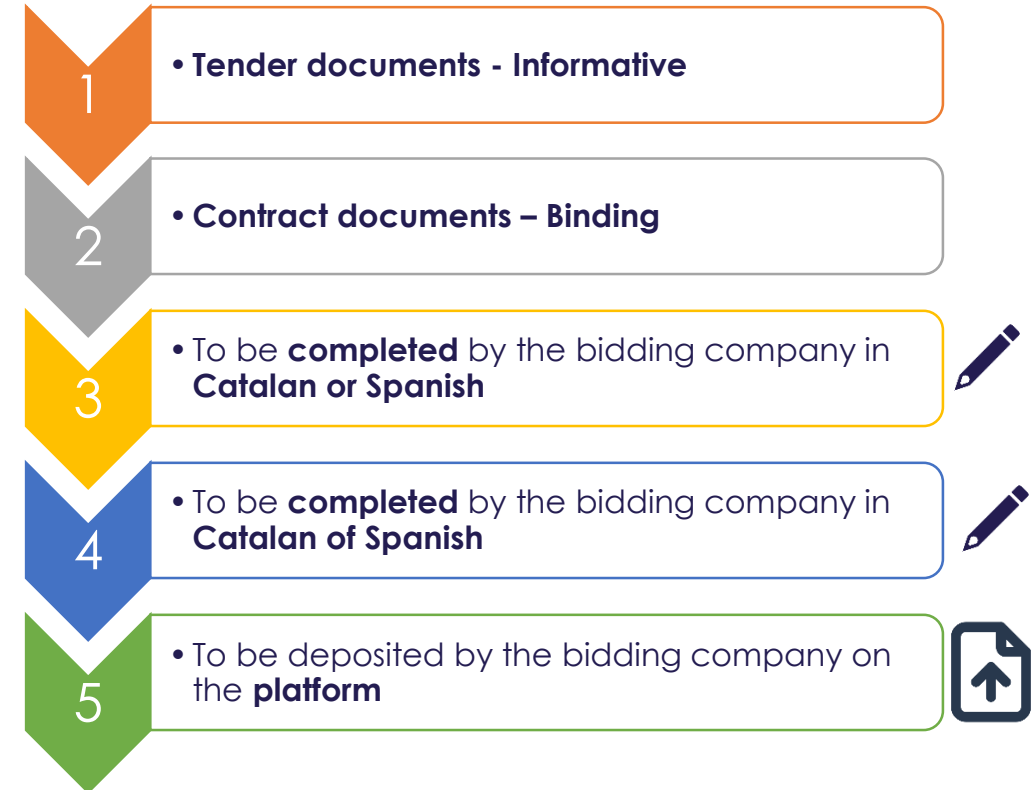 1
• Tender documents - Informative
2
• Contract documents – Binding
3
• To be completed by the bidding company in
Catalan or Spanish
4
• To be completed by the bidding company in
Catalan of Spanish
5
• To be deposited by the bidding company on
the platform